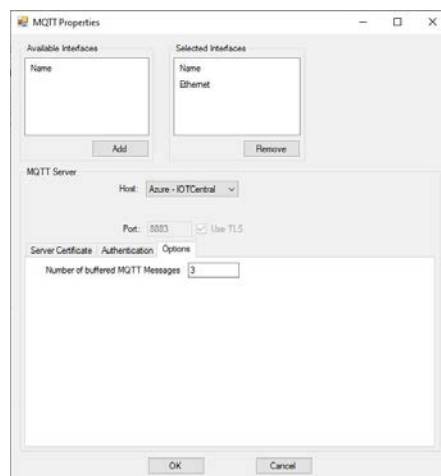 MQTT Properties
Available Interfaces
Name
Add
Selected Interfaces
Name
Ethernet
Remove
MQTT Server
Host: Azure - IOTCentral
Port: 8883 Use TLS
Server Certificate Authentication Options
Number of buffered MQTT Messages 3
OK Cancel